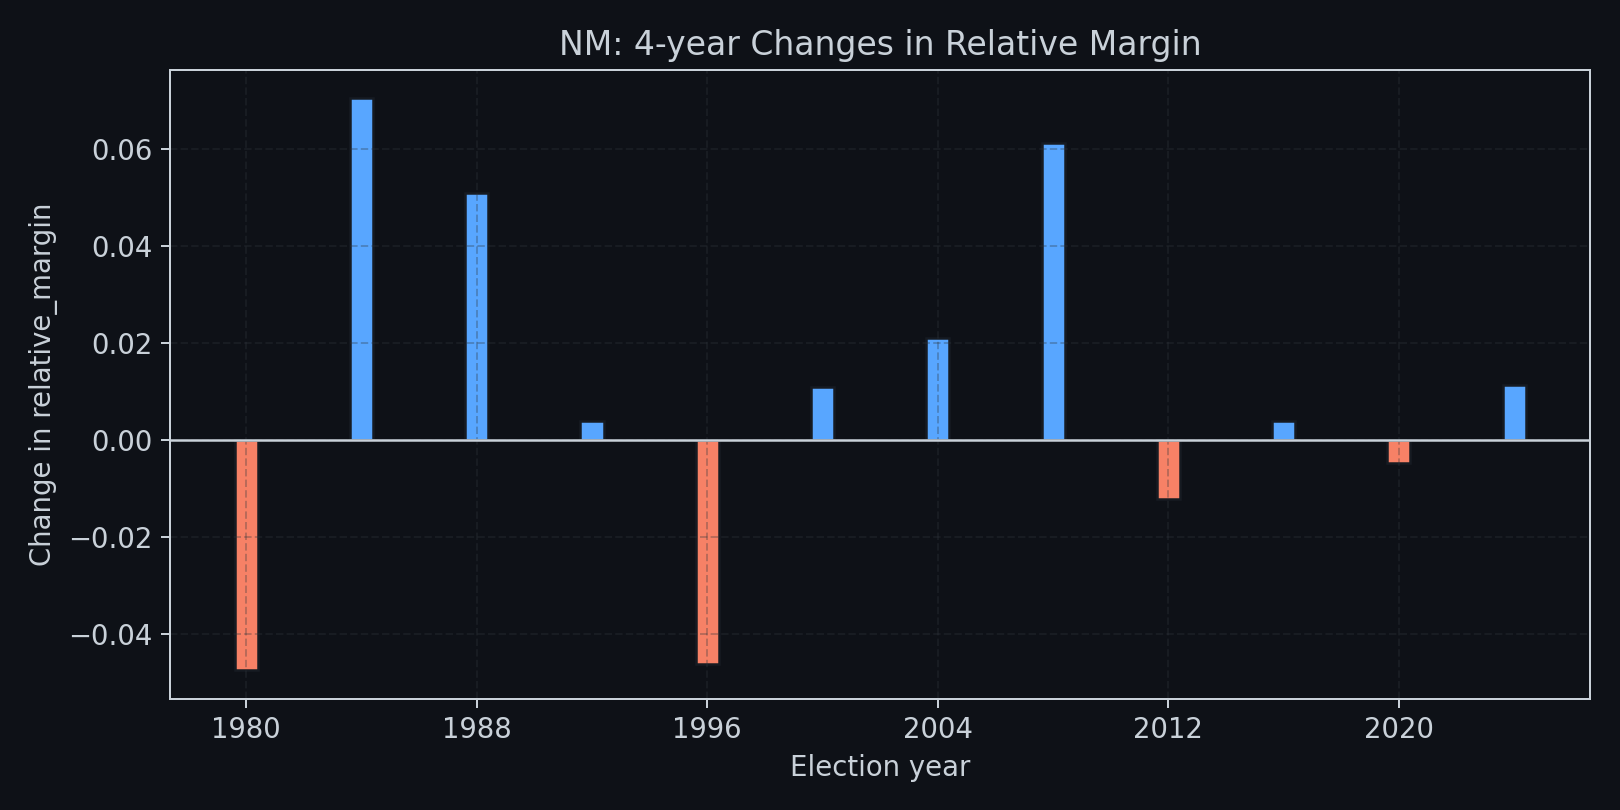 NM: 4-year Changes in Relative Margin
Change in relative_margin
0.06
0.04
0.02
0.00
−0.02
−0.04
1980 1988 1996 2004 2012 2020
Election year